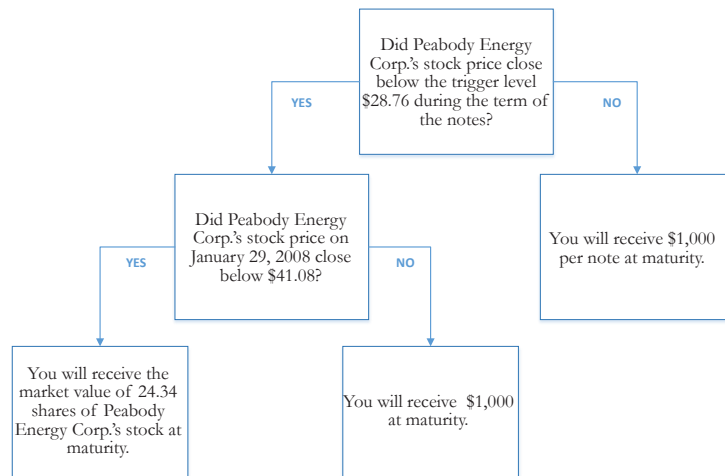 Did Peabody Energy
Corp.'s stock price close
below the trigger level
$28.76 during the term of
the notes?
YES
NO
Did Peabody Energy
Corp.'s stock price on
January 29, 2008 close
below $41.08?
You will receive $1,000
per note at maturity.
YES
NO
You will receive the
market value of 24.34
shares of Peabody
Energy Corp.'s stock at
maturity.
You will receive $1,000
at maturity.